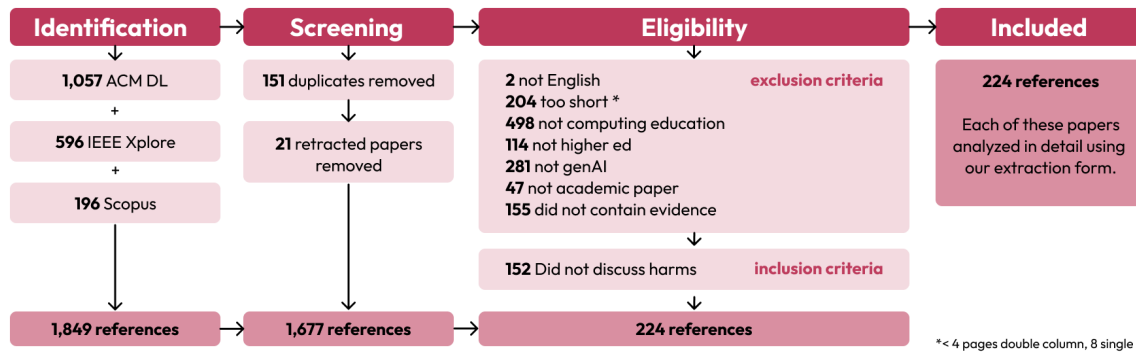 Identification
Screening
Eligibility
Included
1,057 ACM DL
+
596 IEEE Xplore
+
196 Scopus
1,849 references
151 duplicates removed
21 retracted papers
removed
1,677 references
2 not English
exclusion criteria
204 too short *
498 not computing education
114 not higher ed
281 not genAI
47 not academic paper
155 did not contain evidence
152 Did not discuss harms
inclusion criteria
224 references
224 references
Each of these papers
analyzed in detail using
our extraction form.
*< 4 pages double column, 8 single